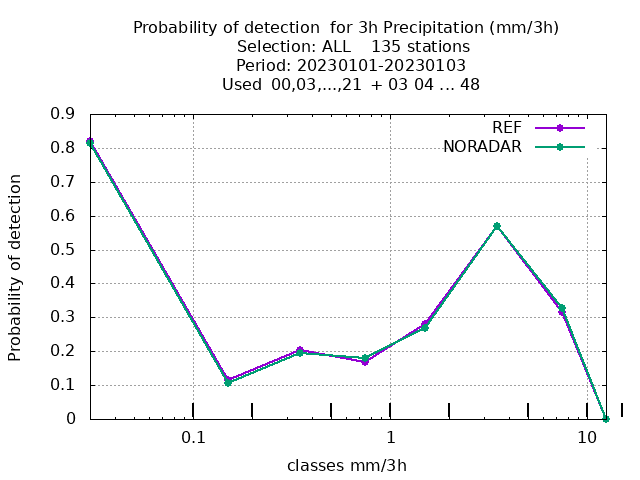 Probability of detection  for 3h Precipitation (mm/3h)
Selection: ALL    135 stations
Period: 20230101-20230103
Used  00,03,...,21  + 03 04 ... 48
REF
NORADAR
0.9
0.8
0.7
0.6
0.5
0.4
0.3
0.2
0.1
0
Probability of detection
0.1 1 10
classes mm/3h